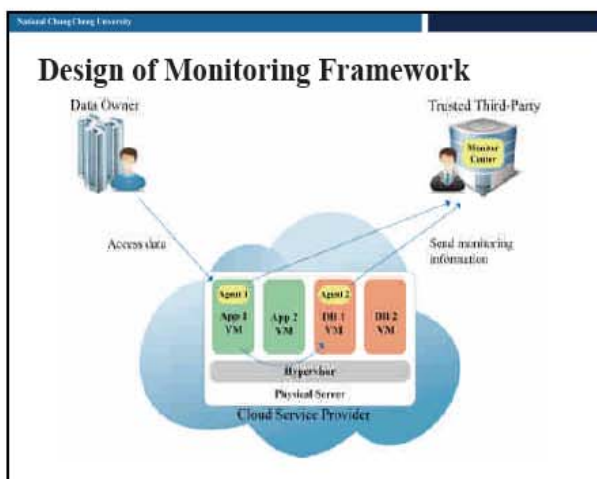 National Chung Cheng University
Design of Monitoring Framework
Data Owner
Trusted Third-Party
Monitor
Center
Access data
Send monitoring
information
Agent 1
Agent 2
App 1
VM
App 2
VM
DB 1
VM
DB 2
VM
Hypervisor
Physical Server
Cloud Service Provider